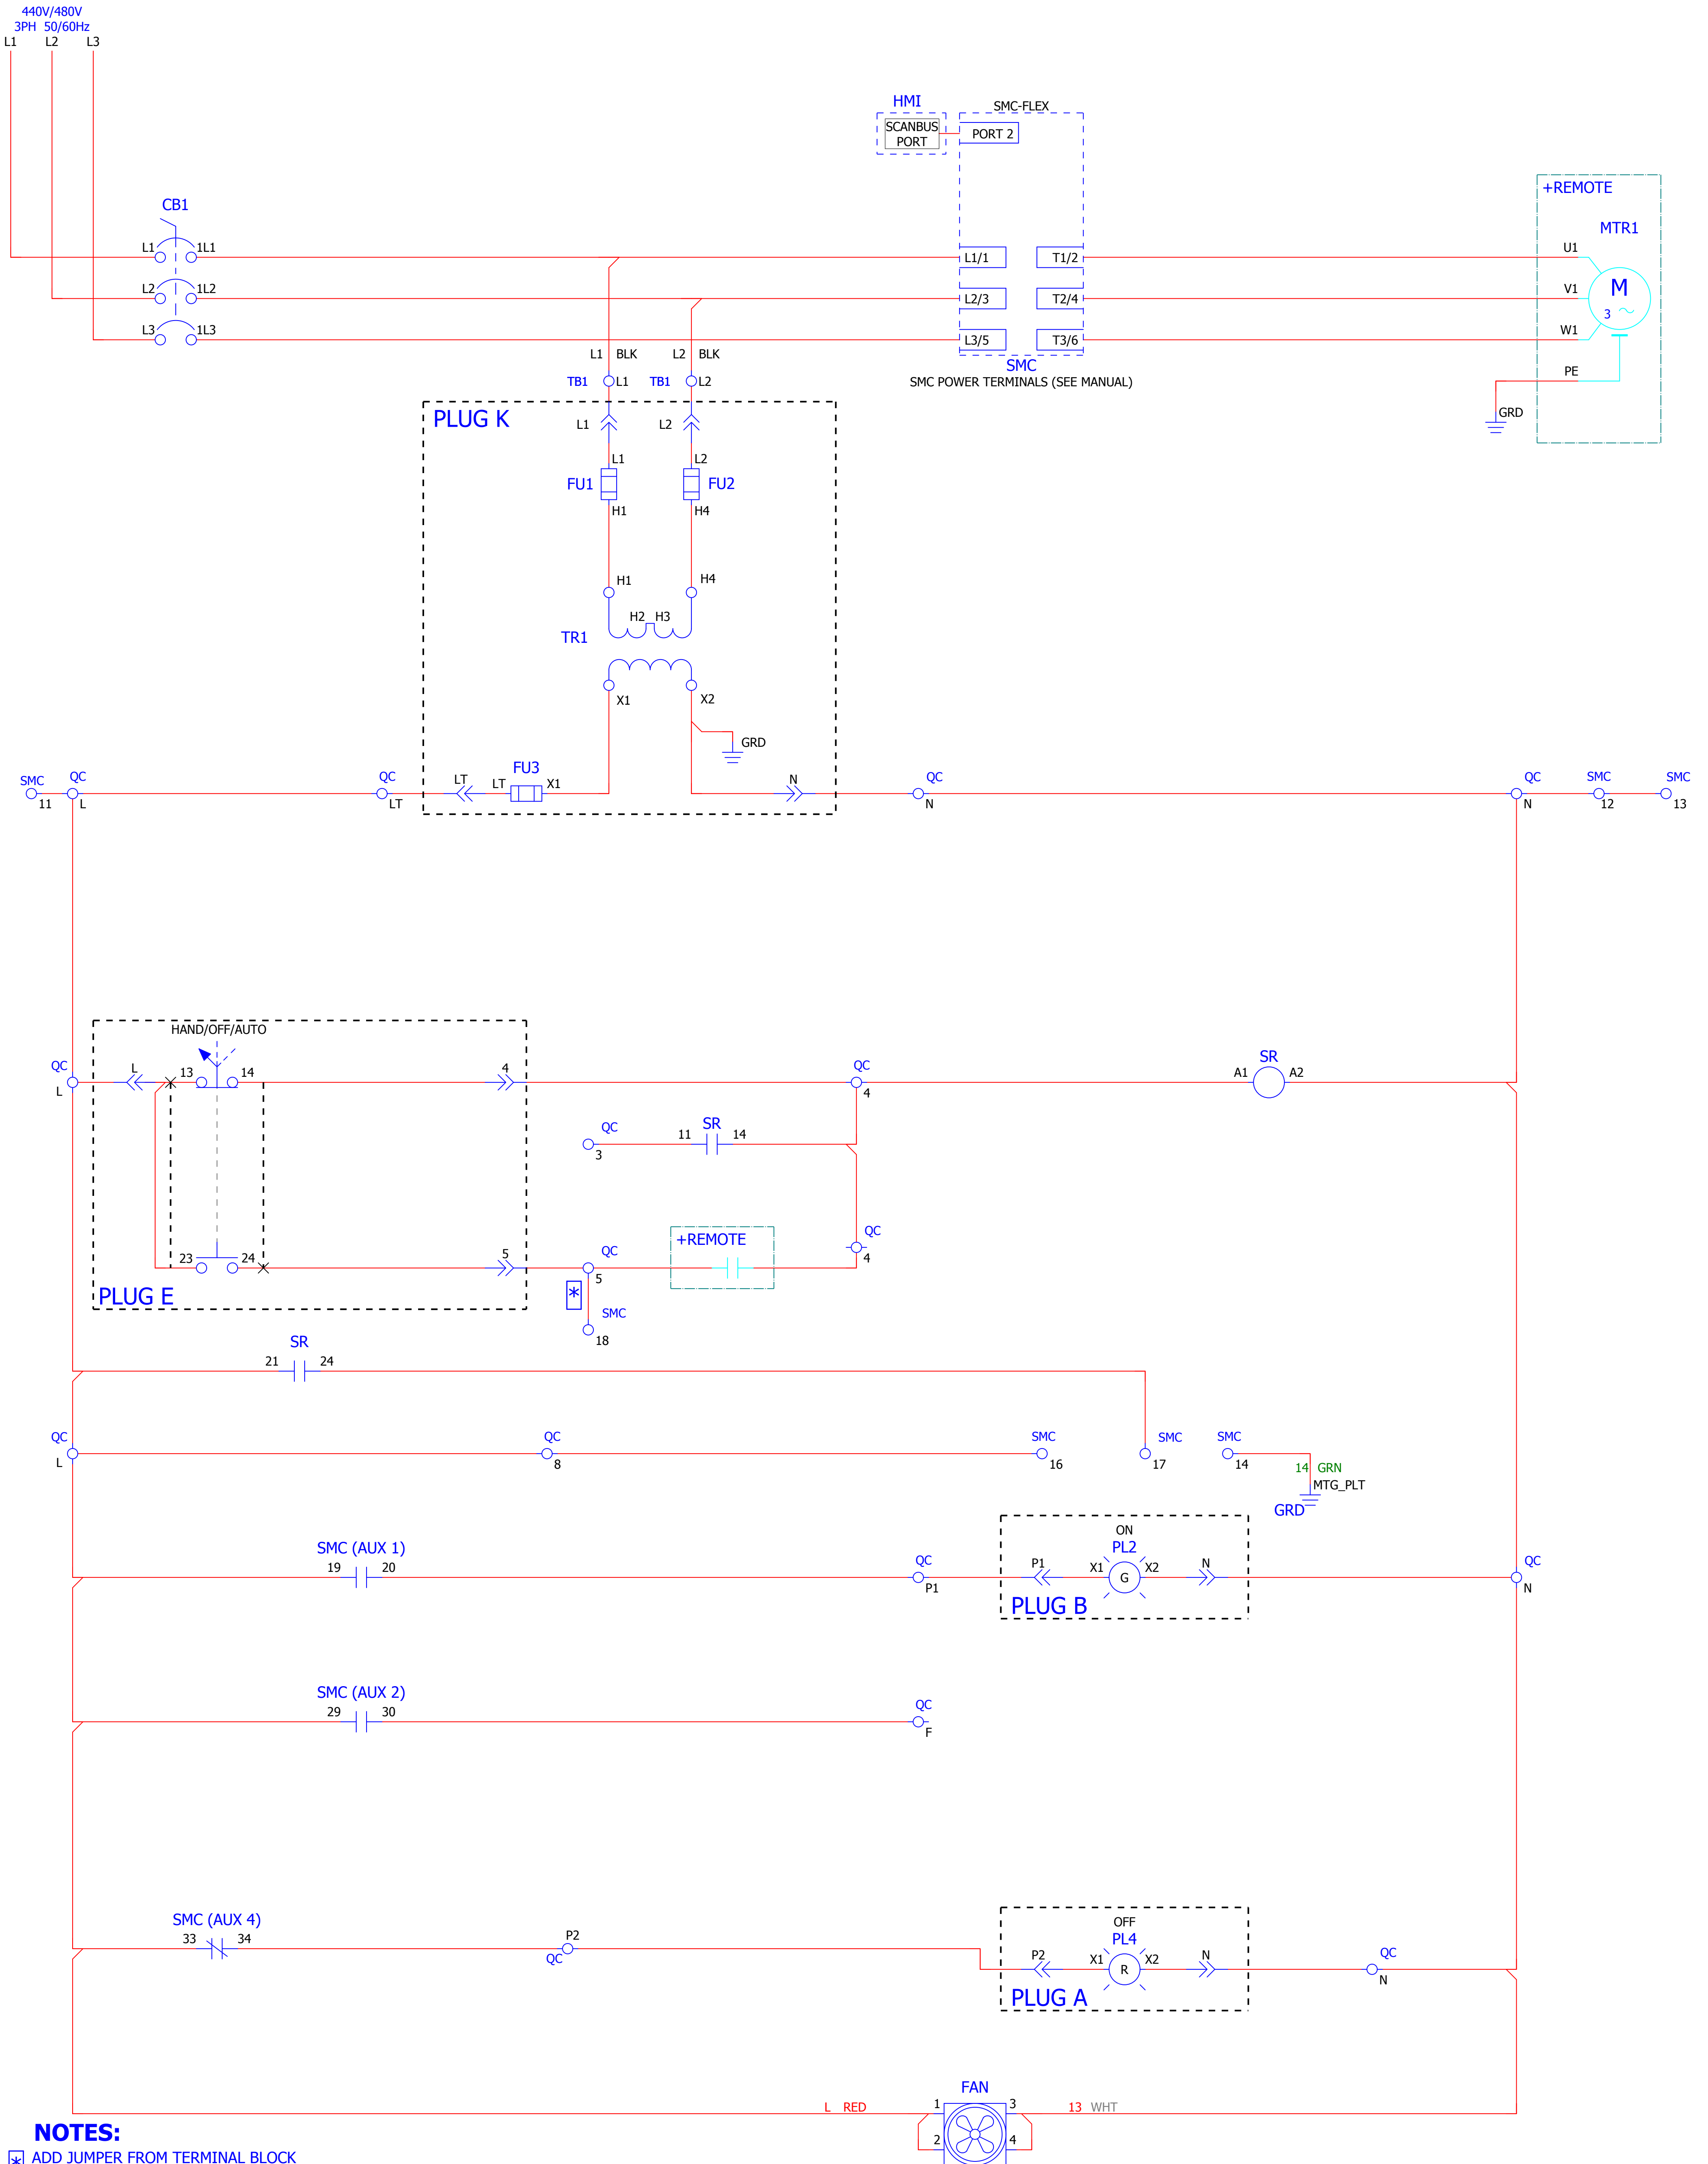 440V/480V
3PH 50/60Hz
L1 L2 L3
HMI
SMC-FLEX
SCANBUS
PORT
PORT 2
+REMOTE
MTR1
CB1
L1 1L1
L1/1 T1/2
U1
L2 1L2
L2/3 T2/4
V1
M
3
L3 1L3
L3/5 T3/6
W1
SMC
SMC POWER TERMINALS (SEE MANUAL)
PE
GRD
L1 BLK L2 BLK
TB1 L1 TB1 L2
PLUG K
L1 L2
L1 L2
FU1 FU2
H1 H4
H1 H4
H2 H3
TR1
X1 X2
GRD
SMC QC QC
11 L LT
LT LT FU3 X1
N
QC
N
QC SMC SMC
N 12 13
HAND/OFF/AUTO
QC
L
L 13 14
4
QC
4
SR
A1 A2
QC
3
SR
11 14
QC
4
23 24
5
QC
5
+REMOTE
PLUG E
*
SMC
18
SR
21 24
QC
L
QC
8
SMC
16
SMC
17
SMC
14
14 GRN
MTG_PLT
GRD
SMC (AUX 1)
19 20
QC
P1
ON
PL2
P1 X1 G X2 N
PLUG B
QC
N
SMC (AUX 2)
29 30
QC
F
SMC (AUX 4)
33 34
P2
QC
OFF
PL4
P2 X1 R X2 N
PLUG A
QC
N
FAN
L RED
1 3
13 WHT
2 4
NOTES:
* ADD JUMPER FROM TERMINAL BLOCK